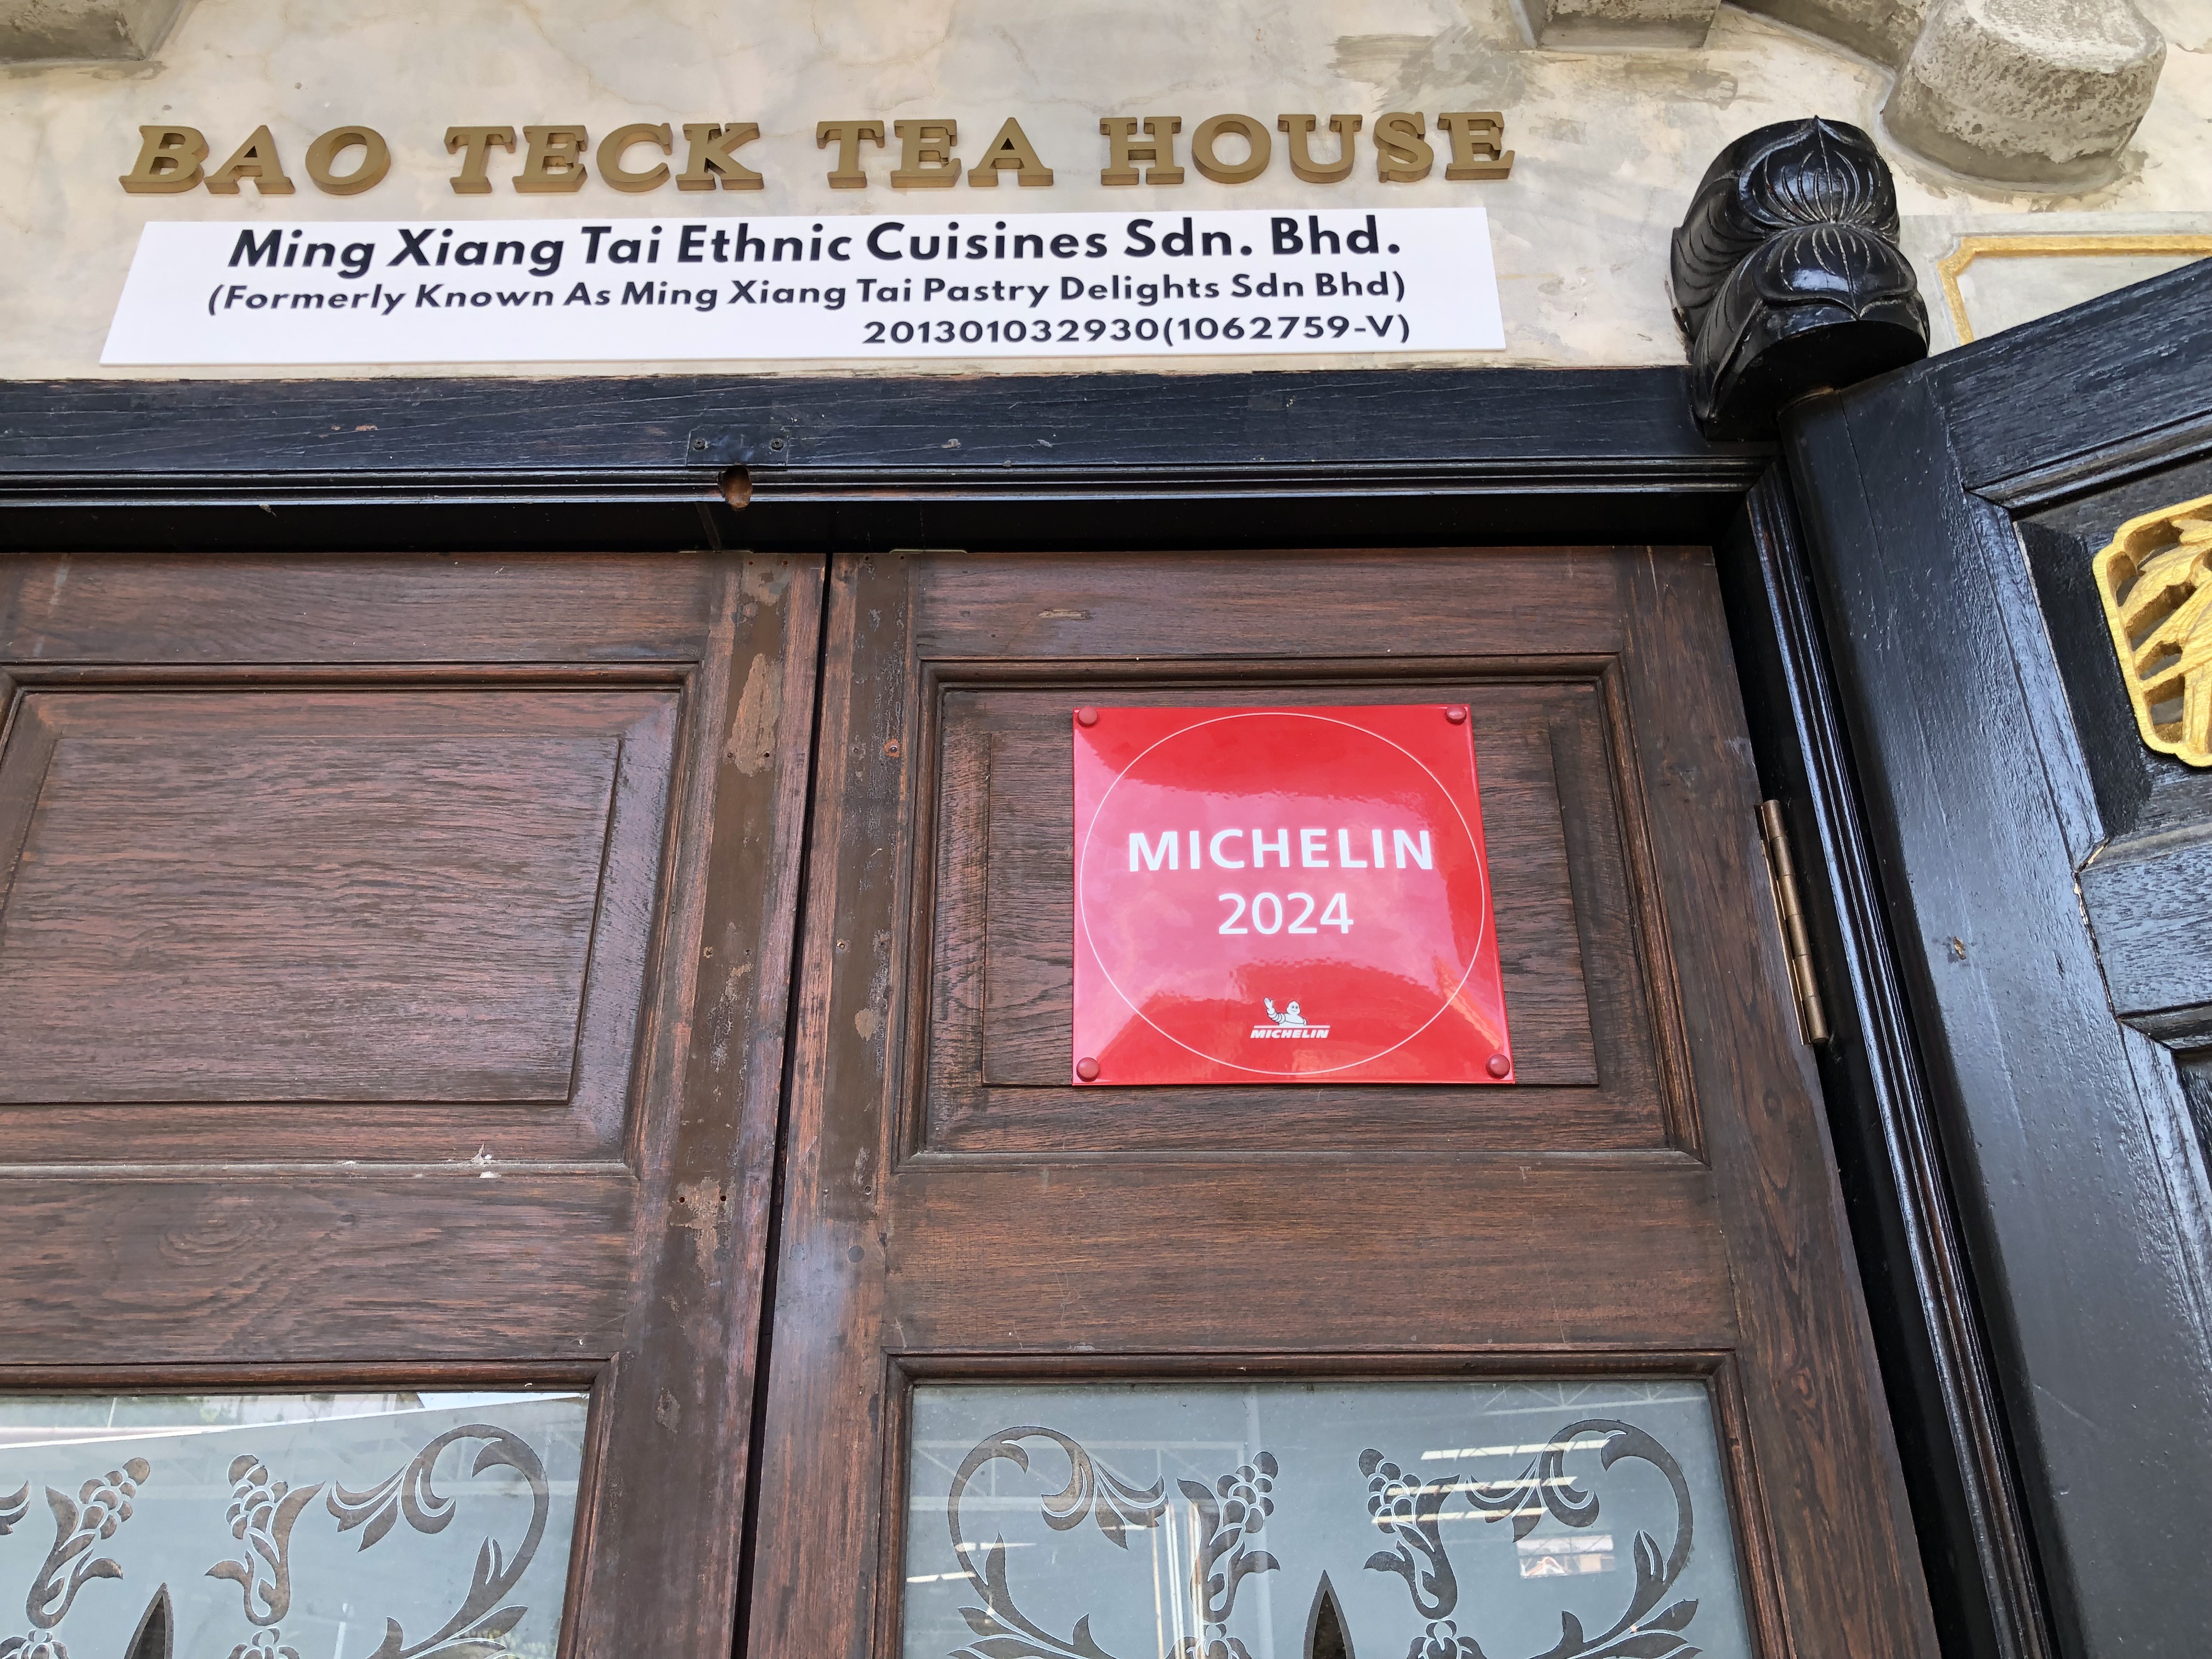 BAO TECK TEA HOUSE
Ming Xiang Tai Ethnic Cuisines Sdn. Bhd.
(Formerly Known As Ming Xiang Tai Pastry Delights Sdn Bhd)
201301032930(1062759-V)
MICHELIN
2024
MICHELIN